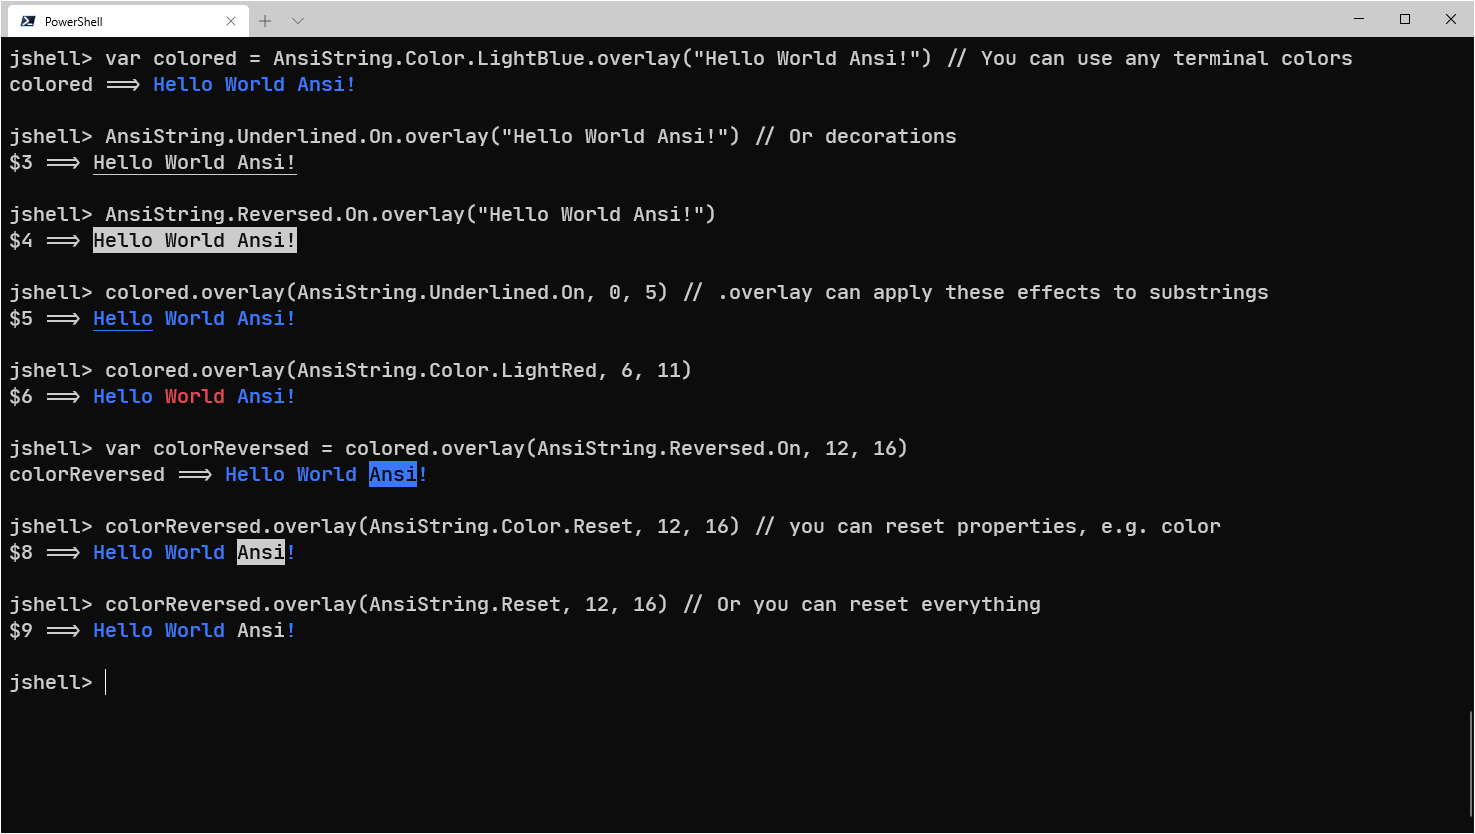 PowerShell
jshell> var colored = AnsiString.Color.LightBlue.overlay("Hello World Ansi!") // You can use any terminal colors
colored ==> Hello World Ansi!
jshell> AnsiString.Underlined.On.overlay("Hello World Ansi!") // Or decorations
$3 ==> Hello World Ansi!
jshell> AnsiString.Reversed.On.overlay("Hello World Ansi!")
$4 ==> Hello World Ansi!
jshell> colored.overlay(AnsiString.Underlined.On, 0, 5) // .overlay can apply these effects to substrings
$5 ==> Hello World Ansi!
jshell> colored.overlay(AnsiString.Color.LightRed, 6, 11)
$6 ==> Hello World Ansi!
jshell> var colorReversed = colored.overlay(AnsiString.Reversed.On, 12, 16)
colorReversed ==> Hello World Ansi!
jshell> colorReversed.overlay(AnsiString.Color.Reset, 12, 16) // you can reset properties, e.g. color
$8 ==> Hello World Ansi!
jshell> colorReversed.overlay(AnsiString.Reset, 12, 16) // Or you can reset everything
$9 ==> Hello World Ansi!
jshell>